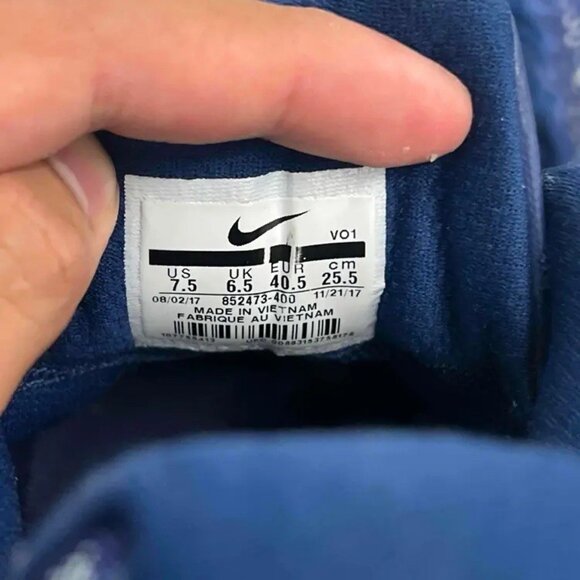 VO1
US UK EUR cm
7.5 6.5 40.5 25.5
08/02/17 852473-400 11/21/17
MADE IN VIETNAM
FABRIQUE AU VIETNAM